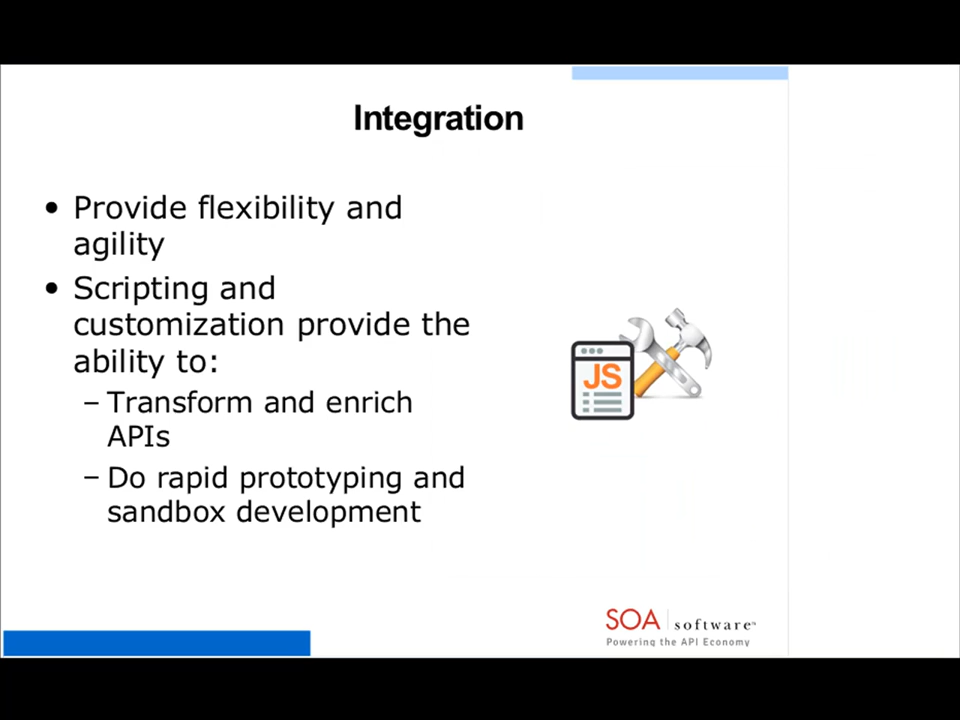 Integration
• Provide flexibility and
agility
• Scripting and
customization provide the
ability to:
– Transform and enrich
APIs
– Do rapid prototyping and
sandbox development
JS
SOA software™
Powering the API Economy